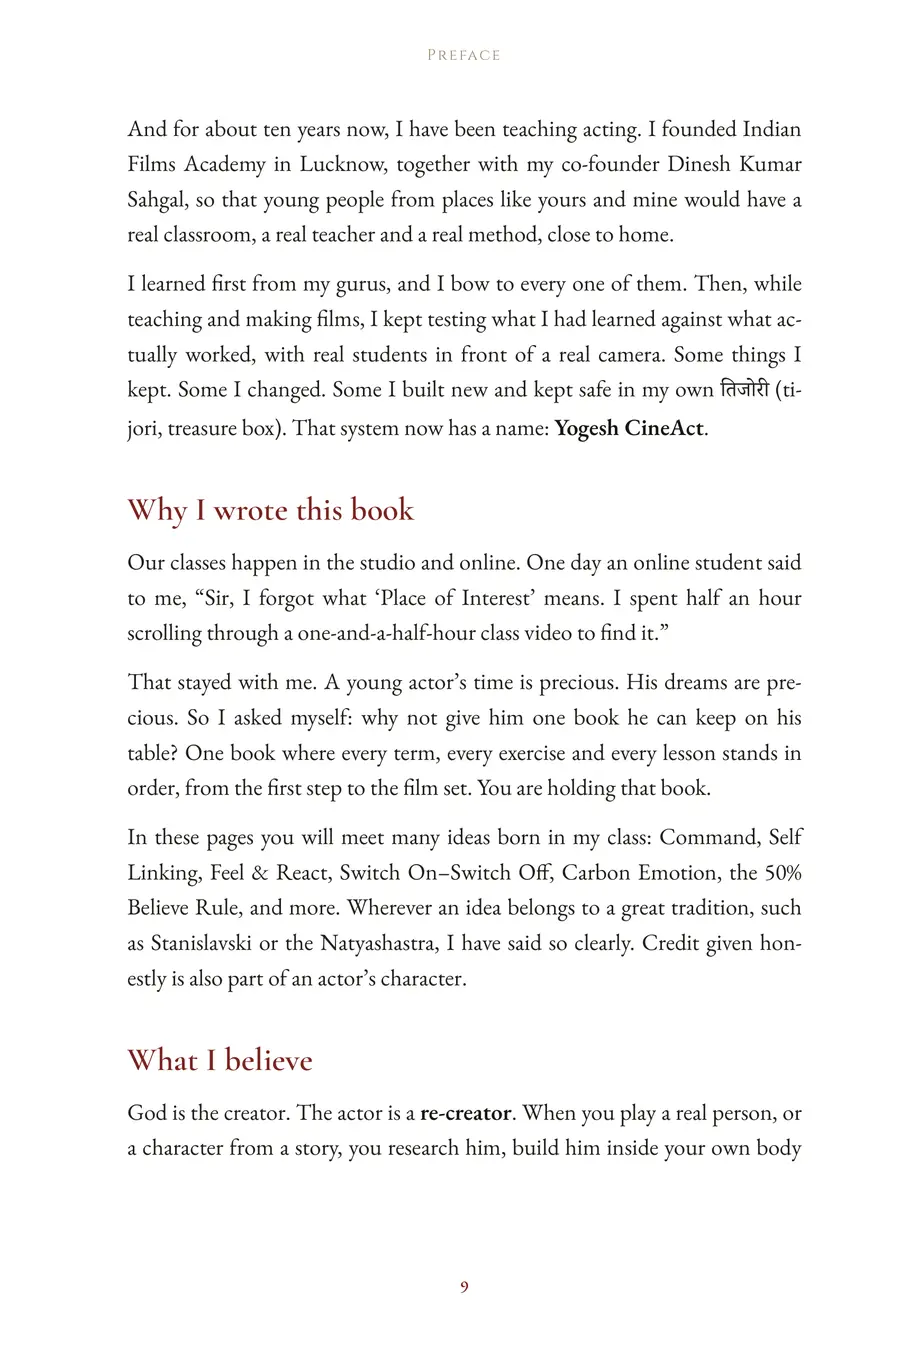 PREFACE
And for about ten years now, I have been teaching acting. I founded Indian
Films Academy in Lucknow, together with my co-founder Dinesh Kumar
Sahgal, so that young people from places like yours and mine would have a
real classroom, a real teacher and a real method, close to home.
I learned first from my gurus, and I bow to every one of them. Then, while
teaching and making films, I kept testing what I had learned against what ac-
tually worked, with real students in front of a real camera. Some things I
kept. Some I changed. Some I built new and kept safe in my own तिजोरी (ti-
jori, treasure box). That system now has a name: Yogesh CineAct.
Why I wrote this book
Our classes happen in the studio and online. One day an online student said
to me, “Sir, I forgot what ‘Place of Interest’ means. I spent half an hour
scrolling through a one-and-a-half-hour class video to find it.”
That stayed with me. A young actor’s time is precious. His dreams are pre-
cious. So I asked myself: why not give him one book he can keep on his
table? One book where every term, every exercise and every lesson stands in
order, from the first step to the film set. You are holding that book.
In these pages you will meet many ideas born in my class: Command, Self
Linking, Feel & React, Switch On–Switch Off, Carbon Emotion, the 50%
Believe Rule, and more. Wherever an idea belongs to a great tradition, such
as Stanislavski or the Natyashastra, I have said so clearly. Credit given hon-
estly is also part of an actor’s character.
What I believe
God is the creator. The actor is a re-creator. When you play a real person, or
a character from a story, you research him, build him inside your own body
9